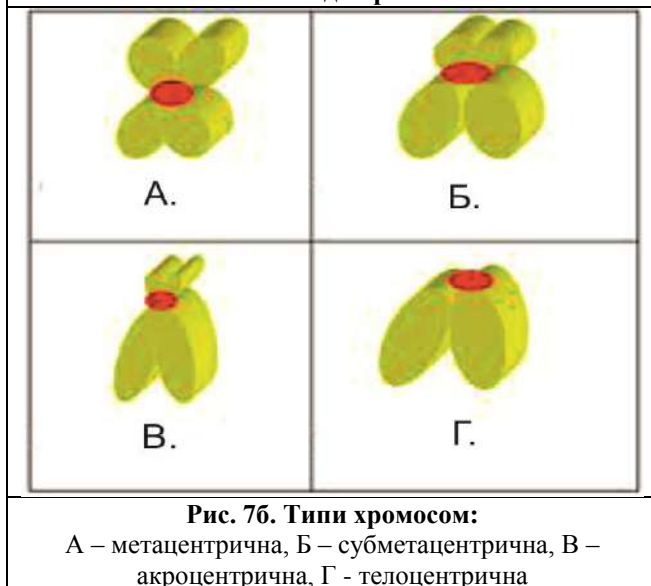 А.
Б.
В.
Г.
Рис. 7б. Типи хромосом:
А – метацентрична, Б – субметацентрична, В –
акроцентрична, Г - телоцентрична